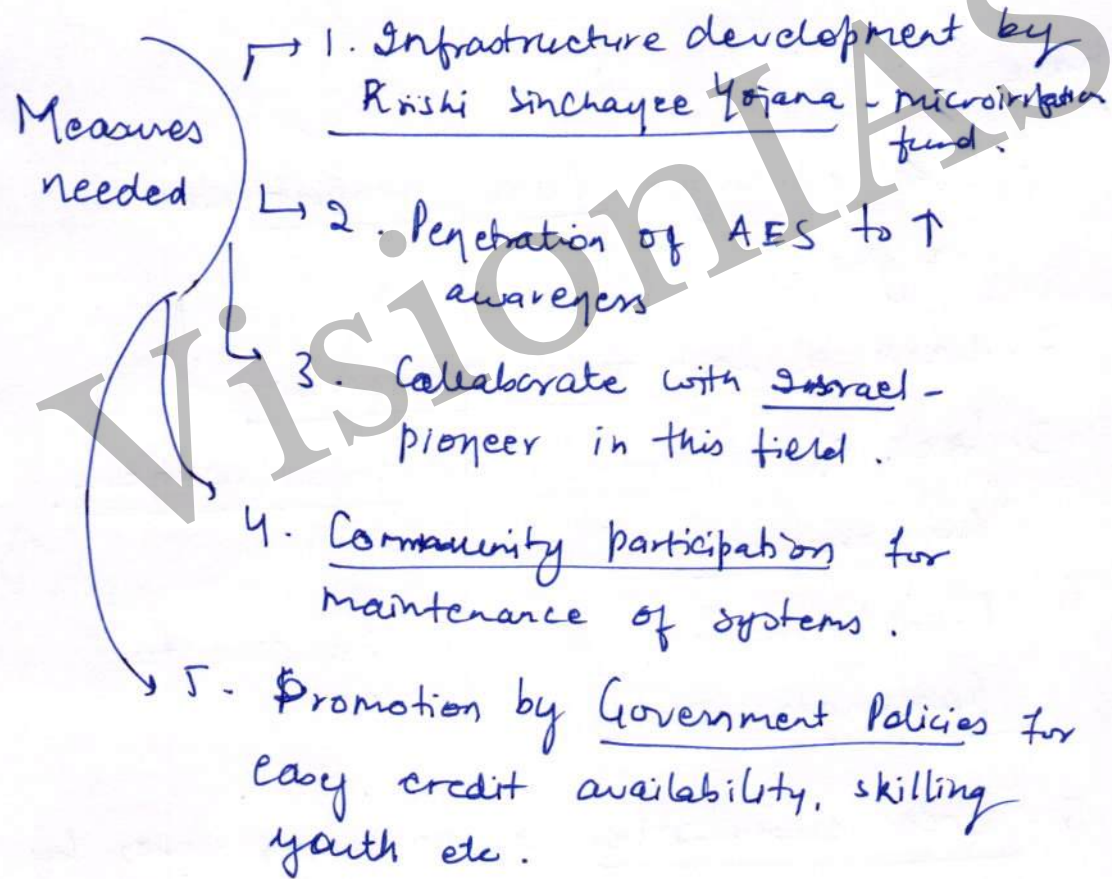 Measures
needed
→ 1. Infrastructure development by
Krishi Sinchayee Yojana - microirrigation
fund.
↳ 2. Penetration of AES to ↑
awareness
3. Collaborate with Israel -
pioneer in this field.
4. Community participation for
maintenance of systems.
5. Promotion by Government Policies for
easy credit availability, skilling
youth etc.
VisionIAS